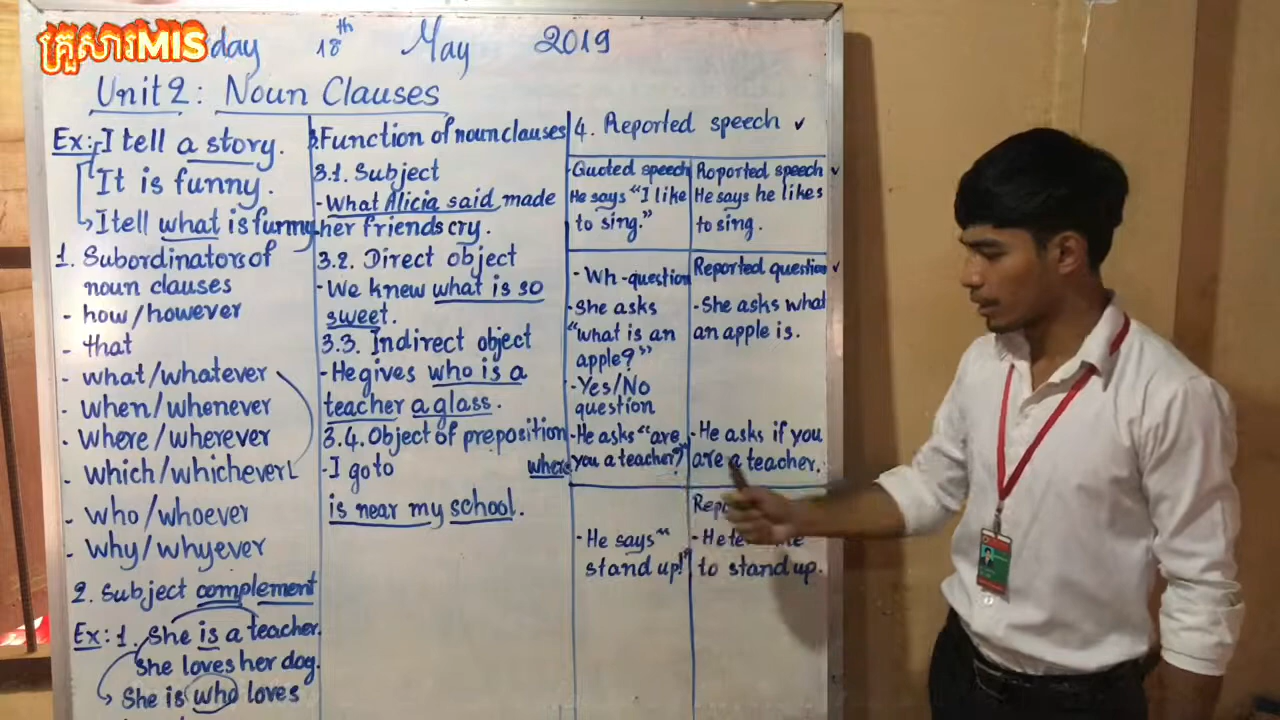 គ្រួសារMIS
day 18th May 2019
Unit 2: Noun Clauses
Ex: I tell a story.
It is funny.
I tell what is funny.
1. Subordinators of
noun clauses
- how/however
- that
- what/whatever
- when/whenever
- where/wherever
- which/whichever
- who/whoever
- why/whyever
2. Subject complement
Ex: 1. She is a teacher.
She loves her dog.
She is who loves
3. Function of noun clauses
3.1. Subject
- What Alicia said made
her friends cry.
3.2. Direct object
- We knew what is so
sweet.
3.3. Indirect object
- He gives who is a
teacher a glass.
3.4. Object of preposition
- I go to where
is near my school.
4. Reported speech ✓
Quoted speech
He says "I like
to sing."
Roported speech ✓
He says he likes
to sing.
- Wh-question
- She asks
"what is an
apple?"
- Yes/No
question
- He asks "are
you a teacher?"
Reported question ✓
- She asks what
an apple is.
- He asks if you
are a teacher.
- He says "
stand up!"
- He
to stand up.